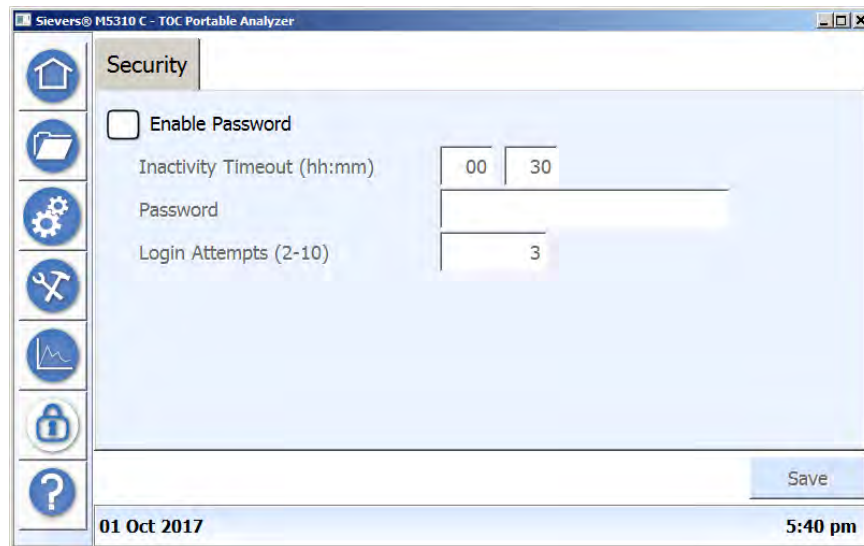 Sievers® M5310 C - TOC Portable Analyzer
Security
Enable Password
Inactivity Timeout (hh:mm) 00 30
Password
Login Attempts (2-10) 3
Save
01 Oct 2017 5:40 pm